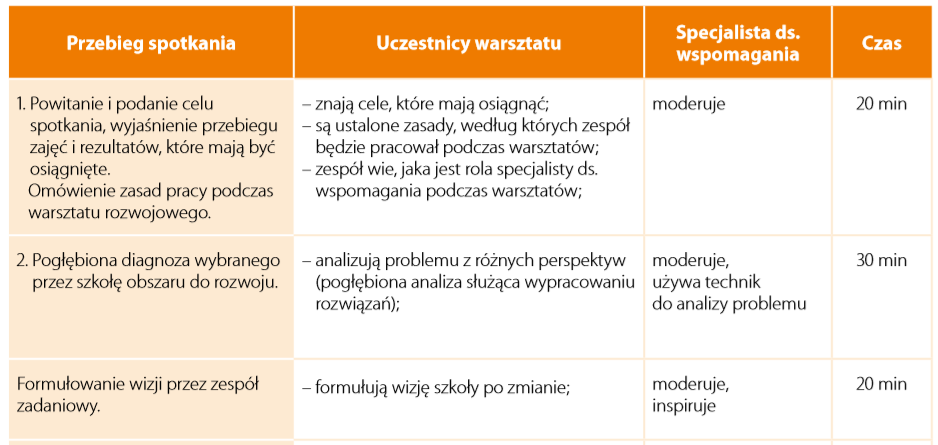 Przebieg spotkania
Uczestnicy warsztatu
Specjalista ds.
wspomagania
Czas
1. Powitanie i podanie celu
spotkania, wyjaśnienie przebiegu
zajęć i rezultatów, które mają być
osiągnięte.
Omówienie zasad pracy podczas
warsztatu rozwojowego.
– znają cele, które mają osiągnąć;
– są ustalone zasady, według których zespół
będzie pracował podczas warsztatów;
– zespół wie, jaka jest rola specjalisty ds.
wspomagania podczas warsztatów;
moderuje
20 min
2. Pogłębiona diagnoza wybranego
przez szkołę obszaru do rozwoju.
– analizują problemu z różnych perspektyw
(pogłębiona analiza służąca wypracowaniu
rozwiązań);
moderuje,
używa technik
do analizy problemu
30 min
Formułowanie wizji przez zespół
zadaniowy.
– formułują wizję szkoły po zmianie;
moderuje,
inspiruje
20 min